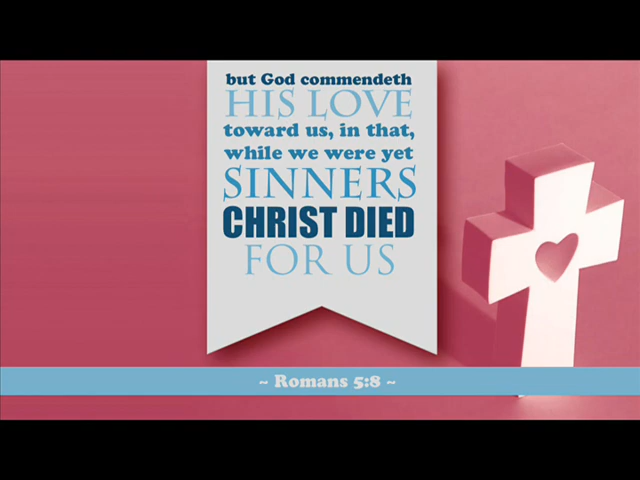 but God commendeth
HIS LOVE
toward us, in that,
while we were yet
SINNERS
CHRIST DIED
FOR US
~ Romans 5:8 ~